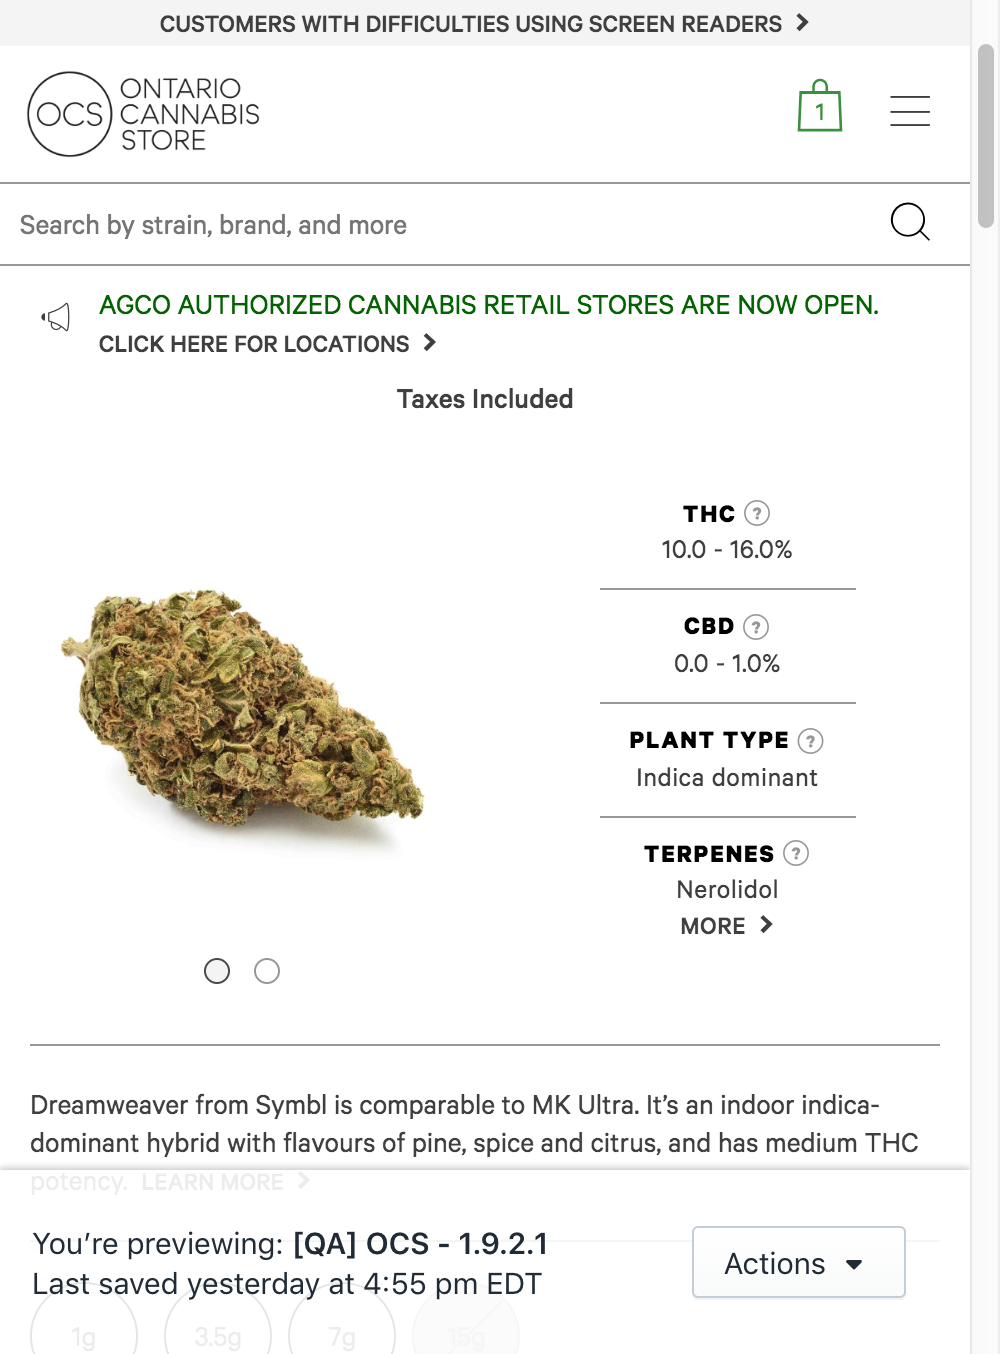 CUSTOMERS WITH DIFFICULTIES USING SCREEN READERS
OCS
ONTARIO
CANNABIS
STORE
1
Search by strain, brand, and more
AGCO AUTHORIZED CANNABIS RETAIL STORES ARE NOW OPEN.
CLICK HERE FOR LOCATIONS
Taxes Included
THC ?
10.0 - 16.0%
CBD ?
0.0 - 1.0%
PLANT TYPE ?
Indica dominant
TERPENES ?
Nerolidol
MORE
Dreamweaver from Symbl is comparable to MK Ultra. It’s an indoor indica-
dominant hybrid with flavours of pine, spice and citrus, and has medium THC
potency. LEARN MORE
You’re previewing: [QA] OCS - 1.9.2.1
Last saved yesterday at 4:55 pm EDT
Actions
1g 3.5g 7g 15g